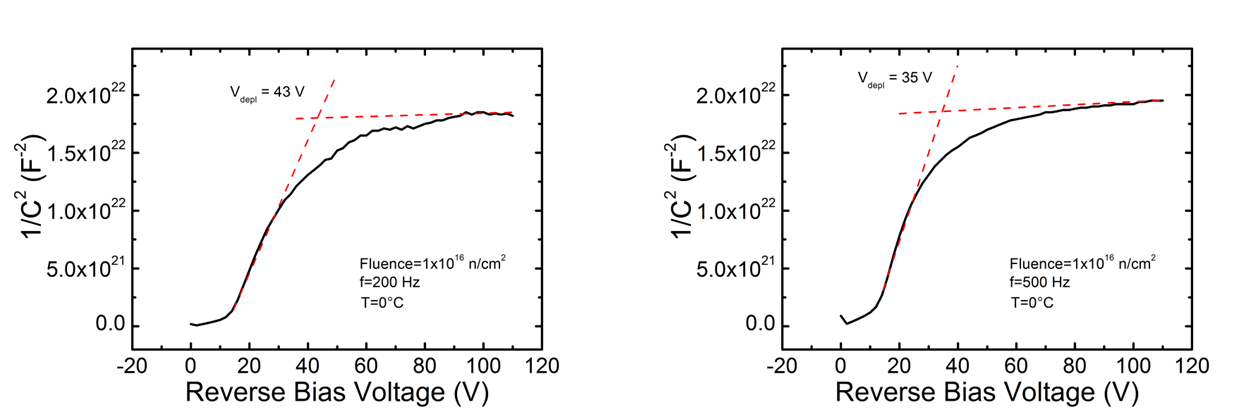 V_depl = 43 V
2.0x10^22
1.5x10^22
1.0x10^22
5.0x10^21
0.0
1/C^2 (F^-2)
Fluence=1x10^16 n/cm^2
f=200 Hz
T=0°C
-20 0 20 40 60 80 100 120
Reverse Bias Voltage (V)
V_depl = 35 V
2.0x10^22
1.5x10^22
1.0x10^22
5.0x10^21
0.0
1/C^2 (F^-2)
Fluence=1x10^16 n/cm^2
f=500 Hz
T=0°C
-20 0 20 40 60 80 100 120
Reverse Bias Voltage (V)